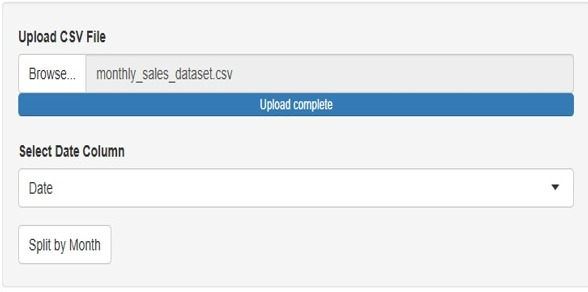 Upload CSV File
Browse... monthly_sales_dataset.csv
Upload complete
Select Date Column
Date
Split by Month